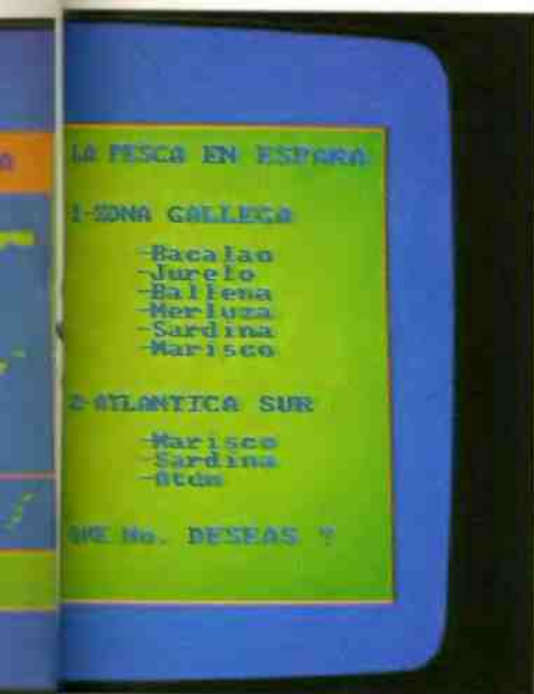 LA PESCA EN ESPAÑA
1-ZONA GALLEGA
-Bacalao
-Jurelo
-Ballena
-Merluza
-Sardina
-Marisco
2-ATLANTICA SUR
-Marisco
-Sardina
-Atún
QUE No. DESEAS ?